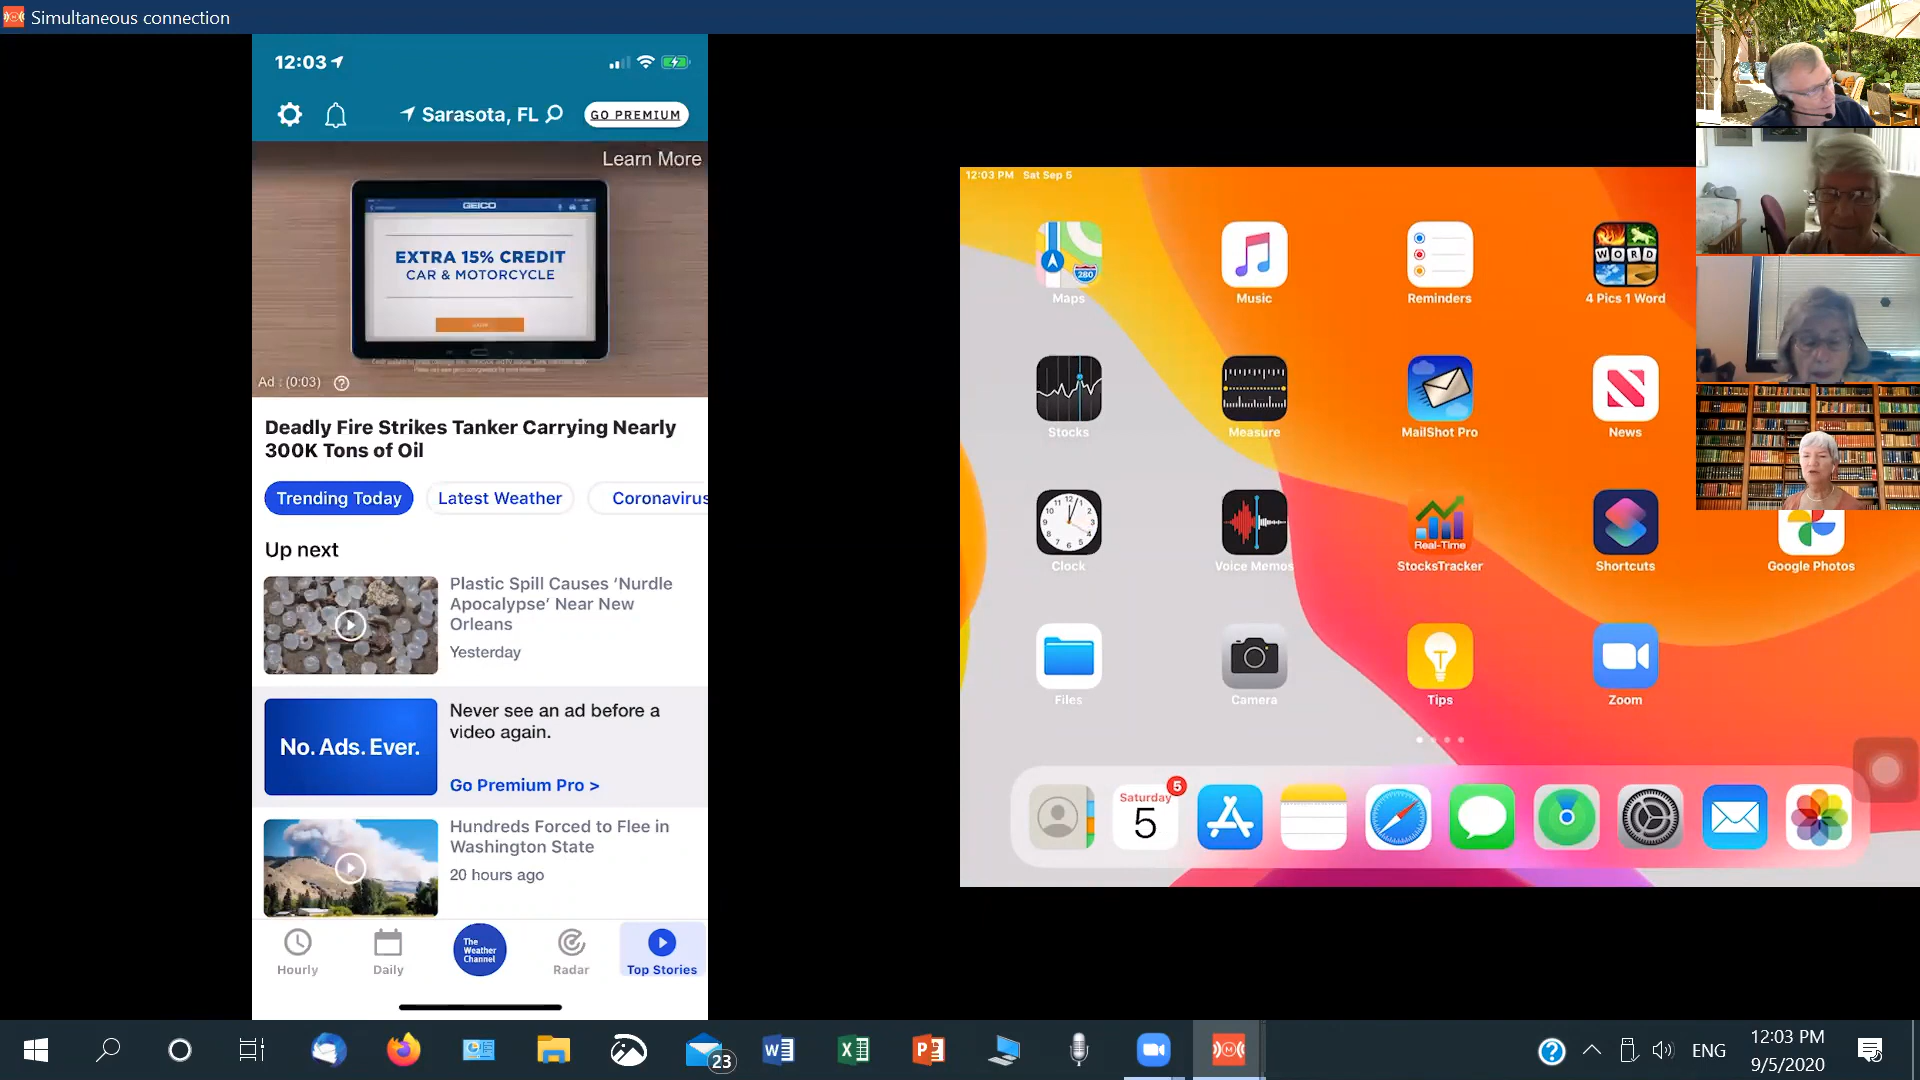 Simultaneous connection
12:03
Sarasota, FL
GO PREMIUM
Learn More
GEICO
EXTRA 15% CREDIT
CAR & MOTORCYCLE
Ad : (0:03)
Deadly Fire Strikes Tanker Carrying Nearly
300K Tons of Oil
Trending Today
Latest Weather
Coronavirus
Up next
Plastic Spill Causes ‘Nurdle
Apocalypse’ Near New
Orleans
Yesterday
No. Ads. Ever.
Never see an ad before a
video again.
Go Premium Pro >
Hundreds Forced to Flee in
Washington State
20 hours ago
Hourly
Daily
The
Weather
Channel
Radar
Top Stories
12:03 PM Sat Sep 5
280
Maps
Music
Reminders
WORD
4 Pics 1 Word
Stocks
Measure
MailShot Pro
News
Clock
Voice Memos
Real-Time
StocksTracker
Shortcuts
Google Photos
Files
Camera
Tips
Zoom
Saturday
5
5
23
ENG
12:03 PM
9/5/2020